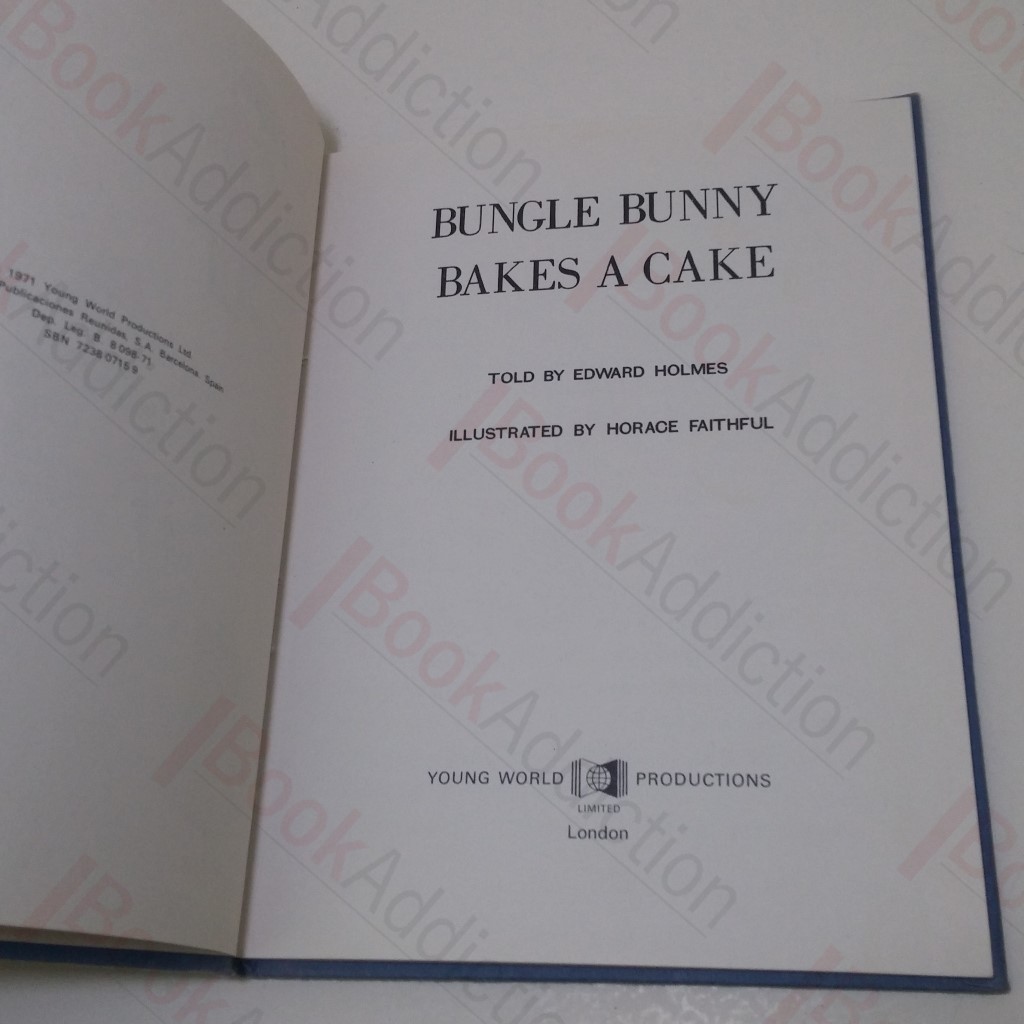 1971 Young World Productions Ltd.
Publicaciones Reunidas, S.A. Barcelona, Spain
Dep. Leg. B 8098-71
SBN 7238 0715 9
BUNGLE BUNNY
BAKES A CAKE
TOLD BY EDWARD HOLMES
ILLUSTRATED BY HORACE FAITHFUL
YOUNG WORLD PRODUCTIONS
LIMITED
London
BookAddiction